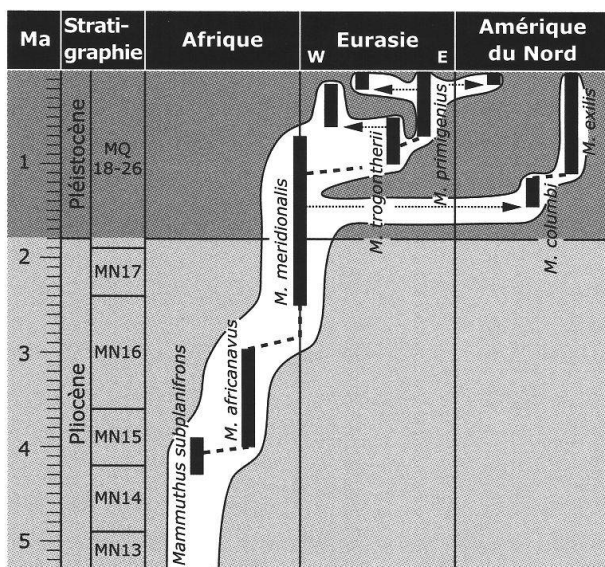 Ma
Strati-
graphie
Afrique
Eurasie
W
E
Amérique
du Nord
Pléistocène
MQ
18-26
1
2
MN17
3
MN16
Pliocène
MN15
4
MN14
5
MN13
Mammuthus subplanifrons
M. africanavus
M. meridionalis
M. trogontherii
M. primigenius
M. columbi
M. exilis